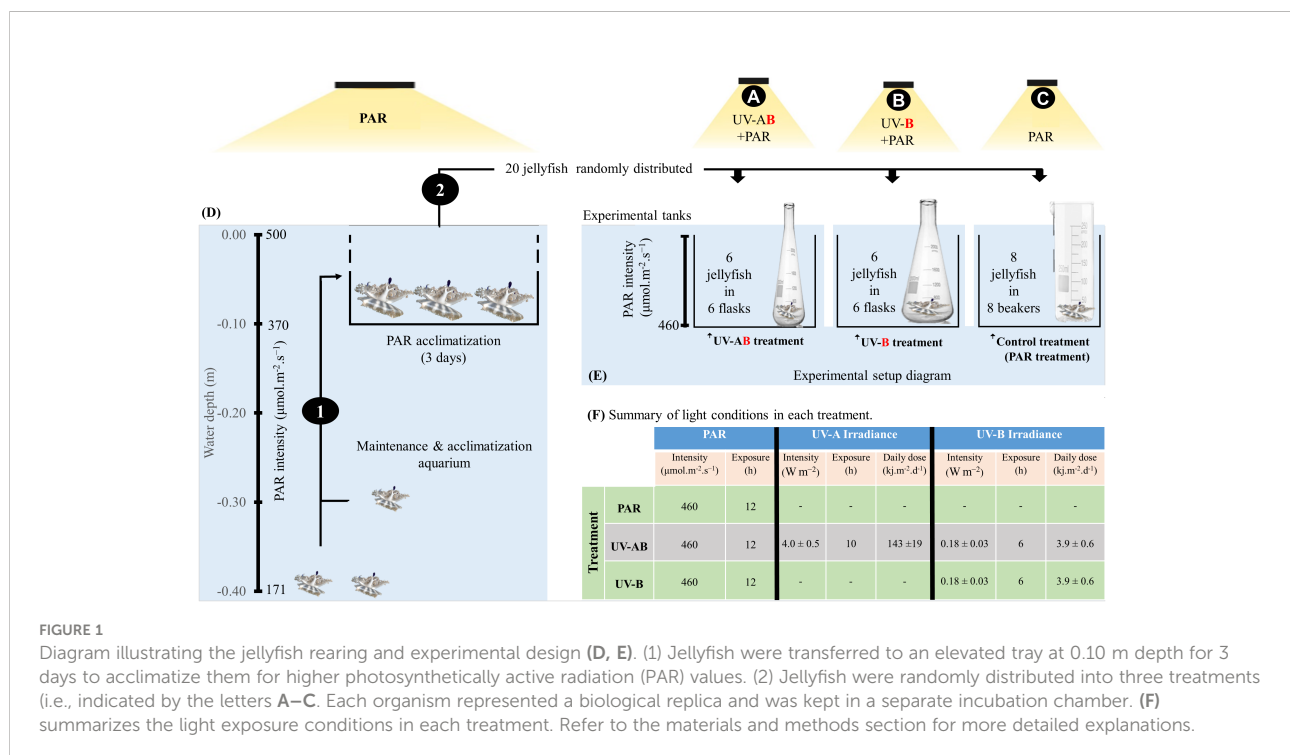 PAR
A
UV-AB
+PAR
B
UV-B
+PAR
C
PAR
20 jellyfish randomly distributed
2
(D)
Water depth (m)
0.00
-0.10
-0.20
-0.30
-0.40
PAR intensity (µmol.m⁻².s⁻¹)
500
370
171
1
PAR acclimatization
(3 days)
Maintenance & acclimatization
aquarium
Experimental tanks
PAR intensity
(µmol.m⁻².s⁻¹)
460
6
jellyfish
in
6 flasks
↑UV-AB treatment
6
jellyfish
in
6 flasks
↑UV-B treatment
8
jellyfish
in
8 beakers
↑Control treatment
(PAR treatment)
(E)
Experimental setup diagram
(F) Summary of light conditions in each treatment.
PAR UV-A Irradiance UV-B Irradiance
Intensity Exposure Intensity Exposure Daily dose Intensity Exposure Daily dose
(µmol.m⁻².s⁻¹) (h) (W m⁻²) (h) (kj.m⁻².d⁻¹) (W m⁻²) (h) (kj.m⁻².d⁻¹)
Treatment
PAR 460 12 - - - - - -
UV-AB 460 12 4.0 ± 0.5 10 143 ±19 0.18 ± 0.03 6 3.9 ± 0.6
UV-B 460 12 - - - 0.18 ± 0.03 6 3.9 ± 0.6
FIGURE 1
Diagram illustrating the jellyfish rearing and experimental design (D, E). (1) Jellyfish were transferred to an elevated tray at 0.10 m depth for 3
days to acclimatize them for higher photosynthetically active radiation (PAR) values. (2) Jellyfish were randomly distributed into three treatments
(i.e., indicated by the letters A–C. Each organism represented a biological replica and was kept in a separate incubation chamber. (F)
summarizes the light exposure conditions in each treatment. Refer to the materials and methods section for more detailed explanations.